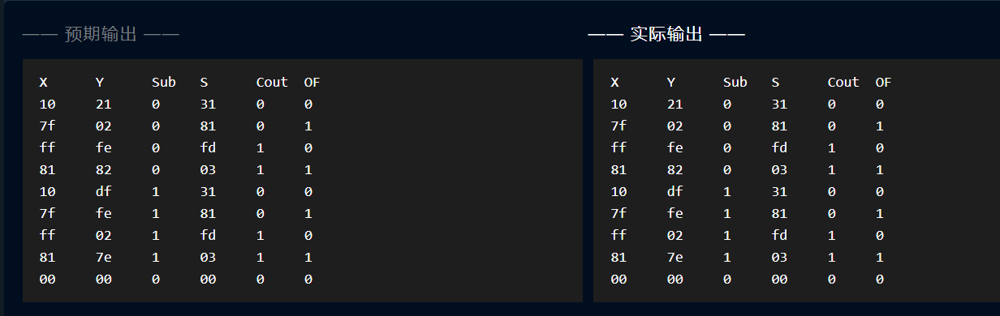 —— 预期输出 ——
X Y Sub S Cout OF
10 21 0 31 0 0
7f 02 0 81 0 1
ff fe 0 fd 1 0
81 82 0 03 1 1
10 df 1 31 0 0
7f fe 1 81 0 1
ff 02 1 fd 1 0
81 7e 1 03 1 1
00 00 0 00 0 0
—— 实际输出 ——
X Y Sub S Cout OF
10 21 0 31 0 0
7f 02 0 81 0 1
ff fe 0 fd 1 0
81 82 0 03 1 1
10 df 1 31 0 0
7f fe 1 81 0 1
ff 02 1 fd 1 0
81 7e 1 03 1 1
00 00 0 00 0 0